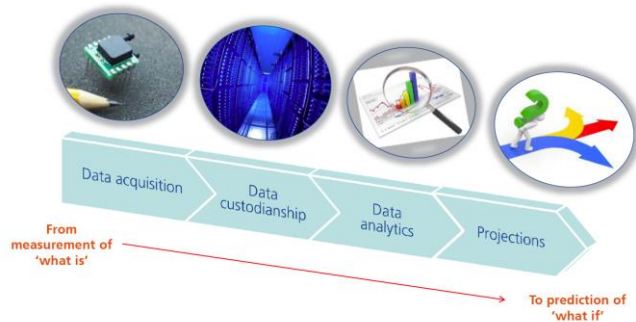 Data acquisition
Data
custodianship
Data
analytics
Projections
From
measurement of
‘what is’
To prediction of
‘what if’